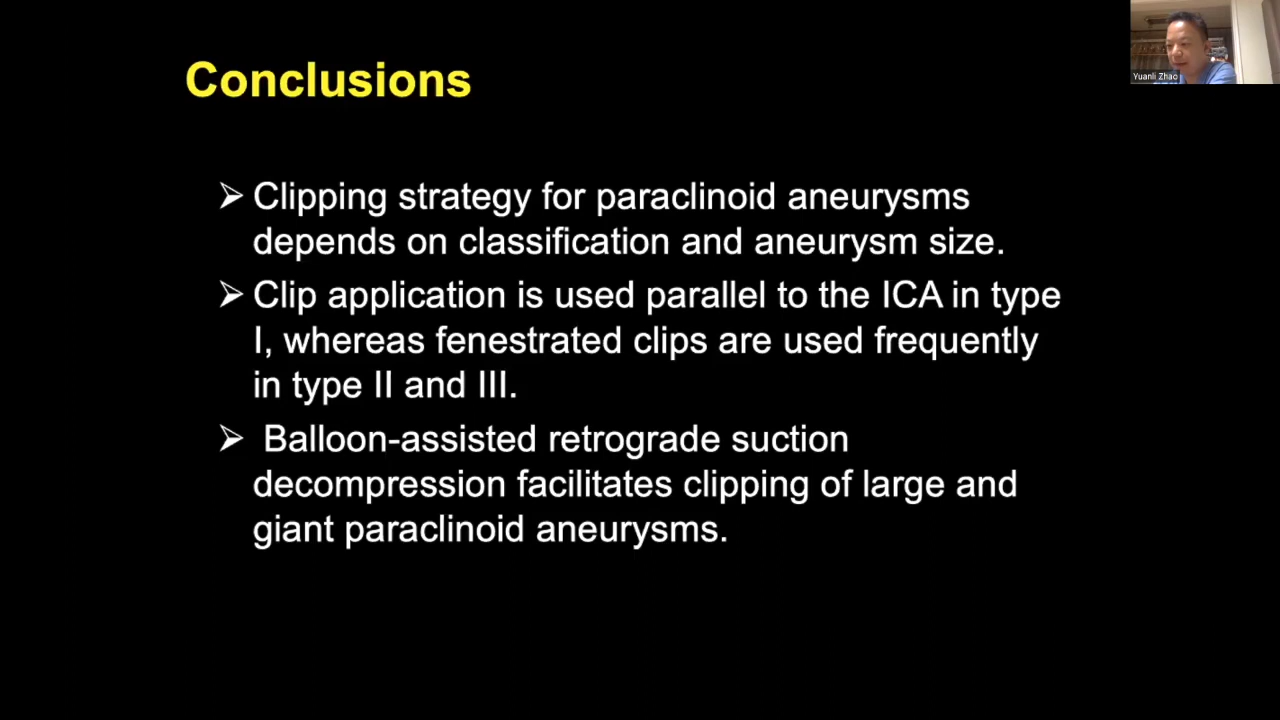 Conclusions
Yuanli Zhao
➢ Clipping strategy for paraclinoid aneurysms
depends on classification and aneurysm size.
➢ Clip application is used parallel to the ICA in type
I, whereas fenestrated clips are used frequently
in type II and III.
➢ Balloon-assisted retrograde suction
decompression facilitates clipping of large and
giant paraclinoid aneurysms.